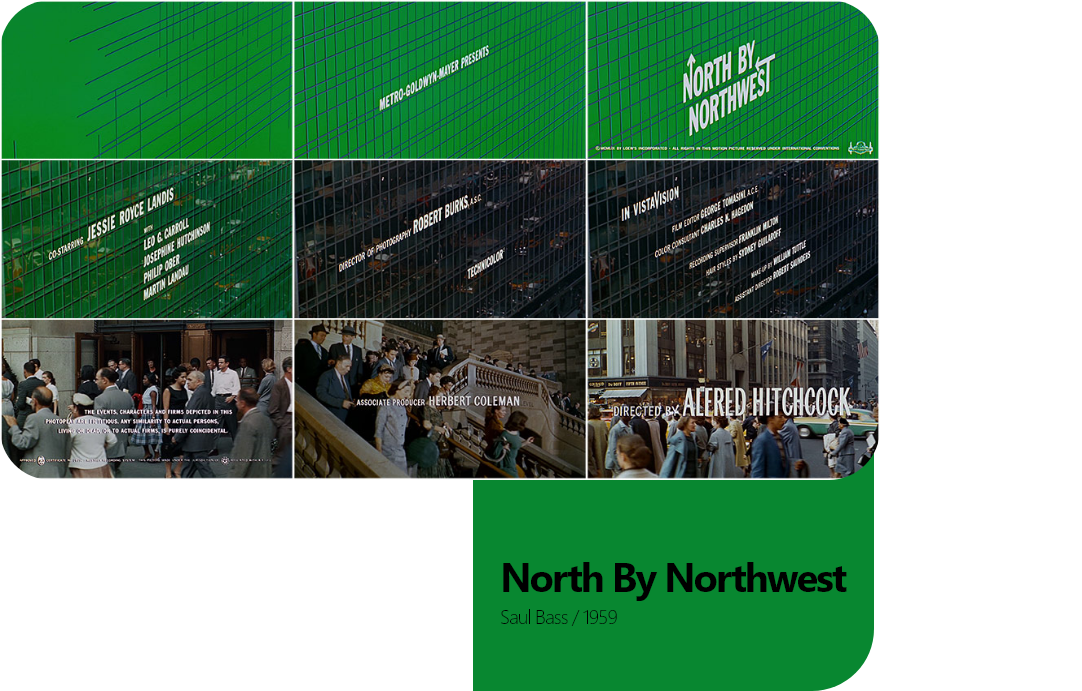 METRO-GOLDWYN-MAYER PRESENTS
NORTH BY
NORTHWEST
BY LOEW'S INCORPORATED - ALL RIGHTS IN THIS MOTION PICTURE RESERVED UNDER INTERNATIONAL CONVENTIONS
CO-STARRING JESSIE ROYCE LANDIS
WITH
LEO G. CARROLL
JOSEPHINE HUTCHINSON
PHILIP OBER
MARTIN LANDAU
DIRECTOR OF PHOTOGRAPHY ROBERT BURKS, A.S.C.
TECHNICOLOR
IN VISTAVISION
FILM EDITOR GEORGE TOMASINI, A.C.E.
COLOR CONSULTANT CHARLES K. HAGEDON
RECORDING SUPERVISOR FRANKLIN MILTON
HAIR STYLES BY SYDNEY GUILAROFF
MAKE UP BY WILLIAM TUTTLE
ASSISTANT DIRECTOR ROBERT SAUNDERS
THE EVENTS, CHARACTERS AND FIRMS DEPICTED IN THIS
PHOTOPLAY ARE FICTITIOUS. ANY SIMILARITY TO ACTUAL PERSONS,
LIVING OR DEAD, OR TO ACTUAL FIRMS, IS PURELY COINCIDENTAL.
APPROVED
ASSOCIATE PRODUCER HERBERT COLEMAN
DIRECTED BY ALFRED HITCHCOCK
North By Northwest
Saul Bass / 1959